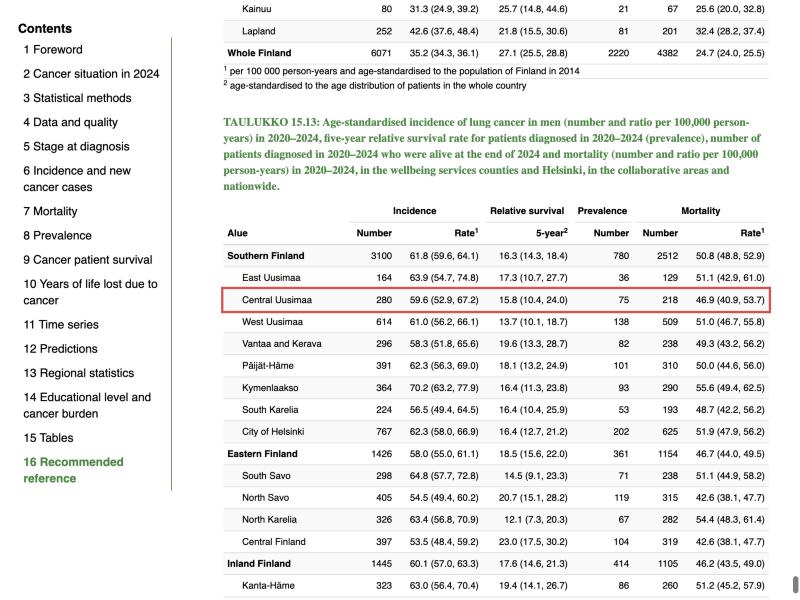 Contents
1 Foreword
2 Cancer situation in 2024
3 Statistical methods
4 Data and quality
5 Stage at diagnosis
6 Incidence and new
cancer cases
7 Mortality
8 Prevalence
9 Cancer patient survival
10 Years of life lost due to
cancer
11 Time series
12 Predictions
13 Regional statistics
14 Educational level and
cancer burden
15 Tables
16 Recommended
reference
Kainuu 80 31.3 (24.9, 39.2) 25.7 (14.8, 44.6) 21 67 25.6 (20.0, 32.8)
Lapland 252 42.6 (37.6, 48.4) 21.8 (15.5, 30.6) 81 201 32.4 (28.2, 37.4)
Whole Finland 6071 35.2 (34.3, 36.1) 27.1 (25.5, 28.8) 2220 4382 24.7 (24.0, 25.5)
1 per 100 000 person-years and age-standardised to the population of Finland in 2014
2 age-standardised to the age distribution of patients in the whole country
TAULUKKO 15.13: Age-standardised incidence of lung cancer in men (number and ratio per 100,000 person-
years) in 2020–2024, five-year relative survival rate for patients diagnosed in 2020–2024 (prevalence), number of
patients diagnosed in 2020–2024 who were alive at the end of 2024 and mortality (number and ratio per 100,000
person-years) in 2020–2024, in the wellbeing services counties and Helsinki, in the collaborative areas and
nationwide.
Incidence Relative survival Prevalence Mortality
Alue Number Rate1 5-year2 Number Number Rate1
Southern Finland 3100 61.8 (59.6, 64.1) 16.3 (14.3, 18.4) 780 2512 50.8 (48.8, 52.9)
East Uusimaa 164 63.9 (54.7, 74.8) 17.3 (10.7, 27.7) 36 129 51.1 (42.9, 61.0)
Central Uusimaa 280 59.6 (52.9, 67.2) 15.8 (10.4, 24.0) 75 218 46.9 (40.9, 53.7)
West Uusimaa 614 61.0 (56.2, 66.1) 13.7 (10.1, 18.7) 138 509 51.0 (46.7, 55.8)
Vantaa and Kerava 296 58.3 (51.8, 65.6) 19.6 (13.3, 28.7) 82 238 49.3 (43.2, 56.2)
Päijät-Häme 391 62.3 (56.3, 69.0) 18.1 (13.2, 24.9) 101 310 50.0 (44.6, 56.0)
Kymenlaakso 364 70.2 (63.2, 77.9) 16.4 (11.3, 23.8) 93 290 55.6 (49.4, 62.5)
South Karelia 224 56.5 (49.4, 64.5) 16.4 (10.4, 25.9) 53 193 48.7 (42.2, 56.2)
City of Helsinki 767 62.3 (58.0, 66.9) 16.4 (12.7, 21.2) 202 625 51.9 (47.9, 56.2)
Eastern Finland 1426 58.0 (55.0, 61.1) 18.5 (15.6, 22.0) 361 1154 46.7 (44.0, 49.5)
South Savo 298 64.8 (57.7, 72.8) 14.5 (9.1, 23.3) 71 238 51.1 (44.9, 58.2)
North Savo 405 54.5 (49.4, 60.2) 20.7 (15.1, 28.2) 119 315 42.6 (38.1, 47.7)
North Karelia 326 63.4 (56.8, 70.9) 12.1 (7.3, 20.3) 67 282 54.4 (48.3, 61.4)
Central Finland 397 53.5 (48.4, 59.2) 23.0 (17.5, 30.2) 104 319 42.6 (38.1, 47.7)
Inland Finland 1445 60.1 (57.0, 63.3) 17.6 (14.6, 21.3) 414 1105 46.2 (43.5, 49.0)
Kanta-Häme 323 63.0 (56.4, 70.4) 19.4 (14.1, 26.7) 86 260 51.2 (45.2, 57.9)